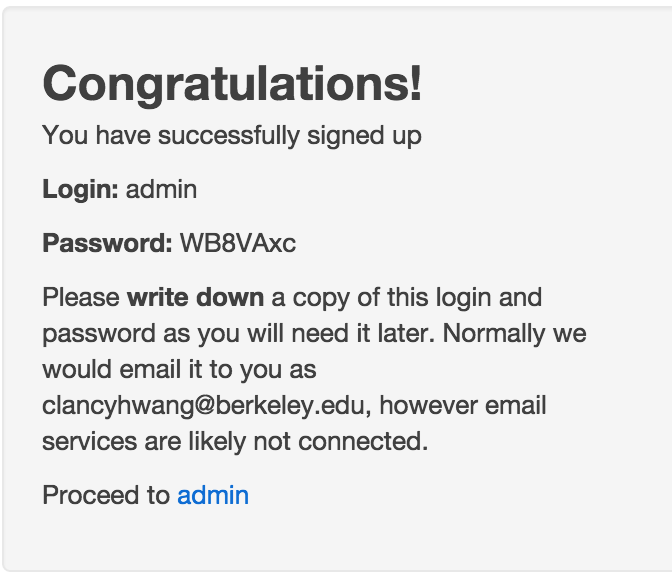 Congratulations!
You have successfully signed up
Login: admin
Password: WB8VAxc
Please write down a copy of this login and
password as you will need it later. Normally we
would email it to you as
clancyhwang@berkeley.edu, however email
services are likely not connected.
Proceed to admin